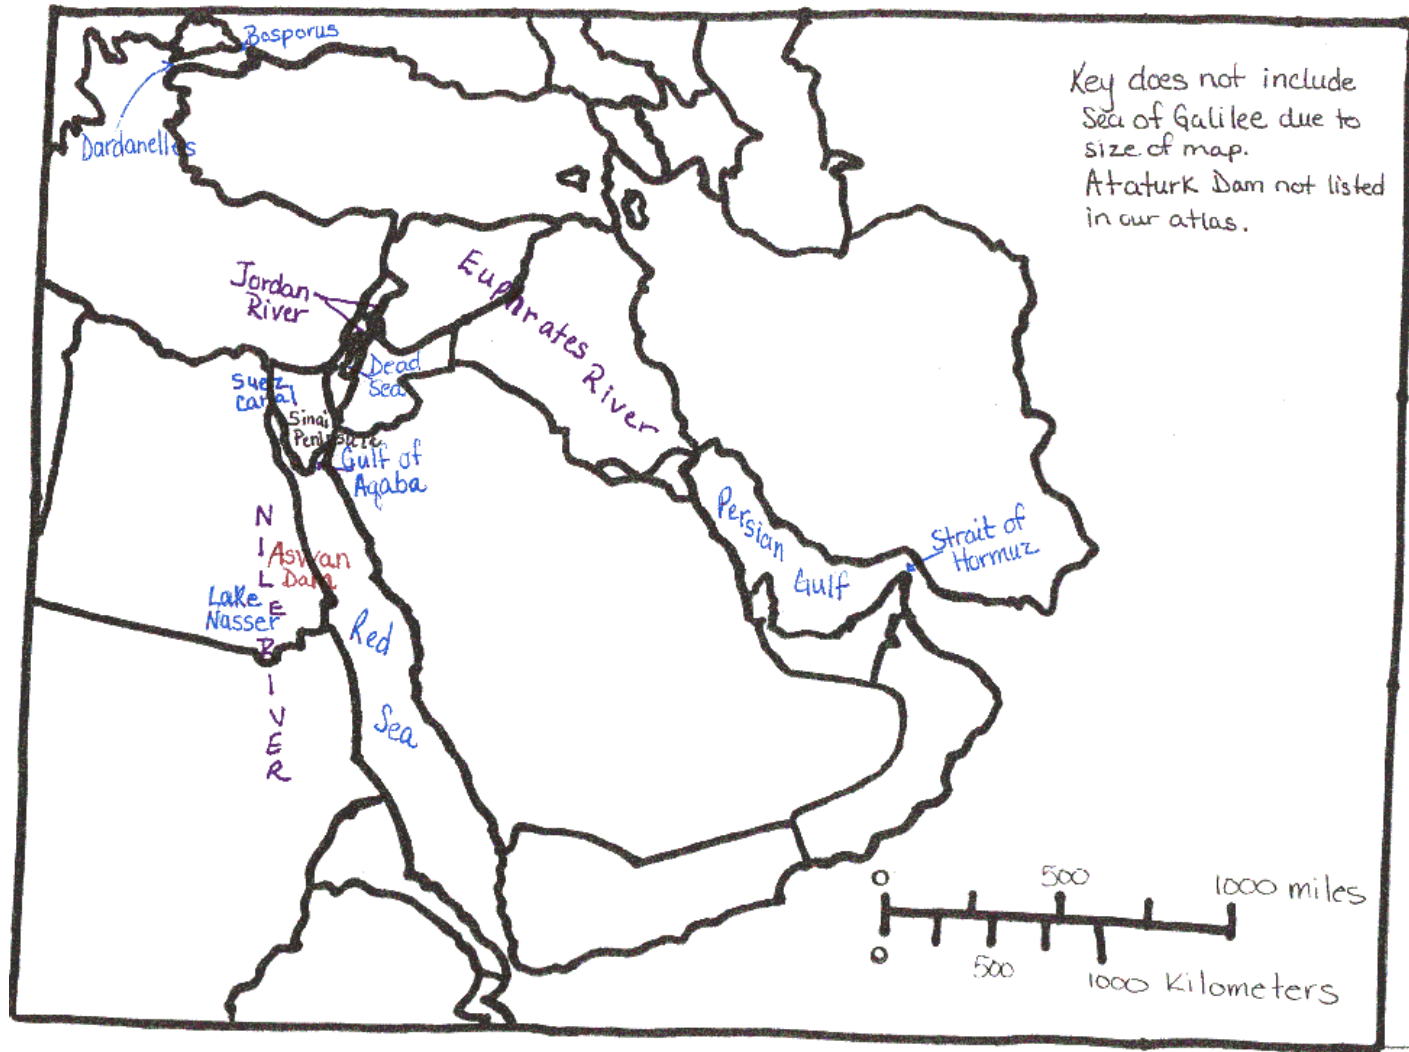 Bosporus
Dardanelles
Key does not include
Sea of Galilee due to
size of map.
Ataturk Dam not listed
in our atlas.
Jordan
River
Euphrates River
Dead
Sea
Suez
Canal
Sinai
Peninsula
Gulf of
Aqaba
NILE RIVER
Aswan
Dam
Lake
Nasser
Red
Sea
Persian
Gulf
Strait of
Hormuz
0 500 1000 miles
0 500 1000 Kilometers